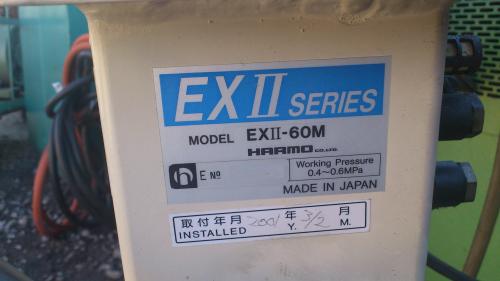 EXII SERIES
MODEL EXII-60M
HARMO CO.,LTD.
h E No Working Pressure
0.4~0.6MPa
MADE IN JAPAN
取付年月 2001 年 3/2 月
INSTALLED Y. M.